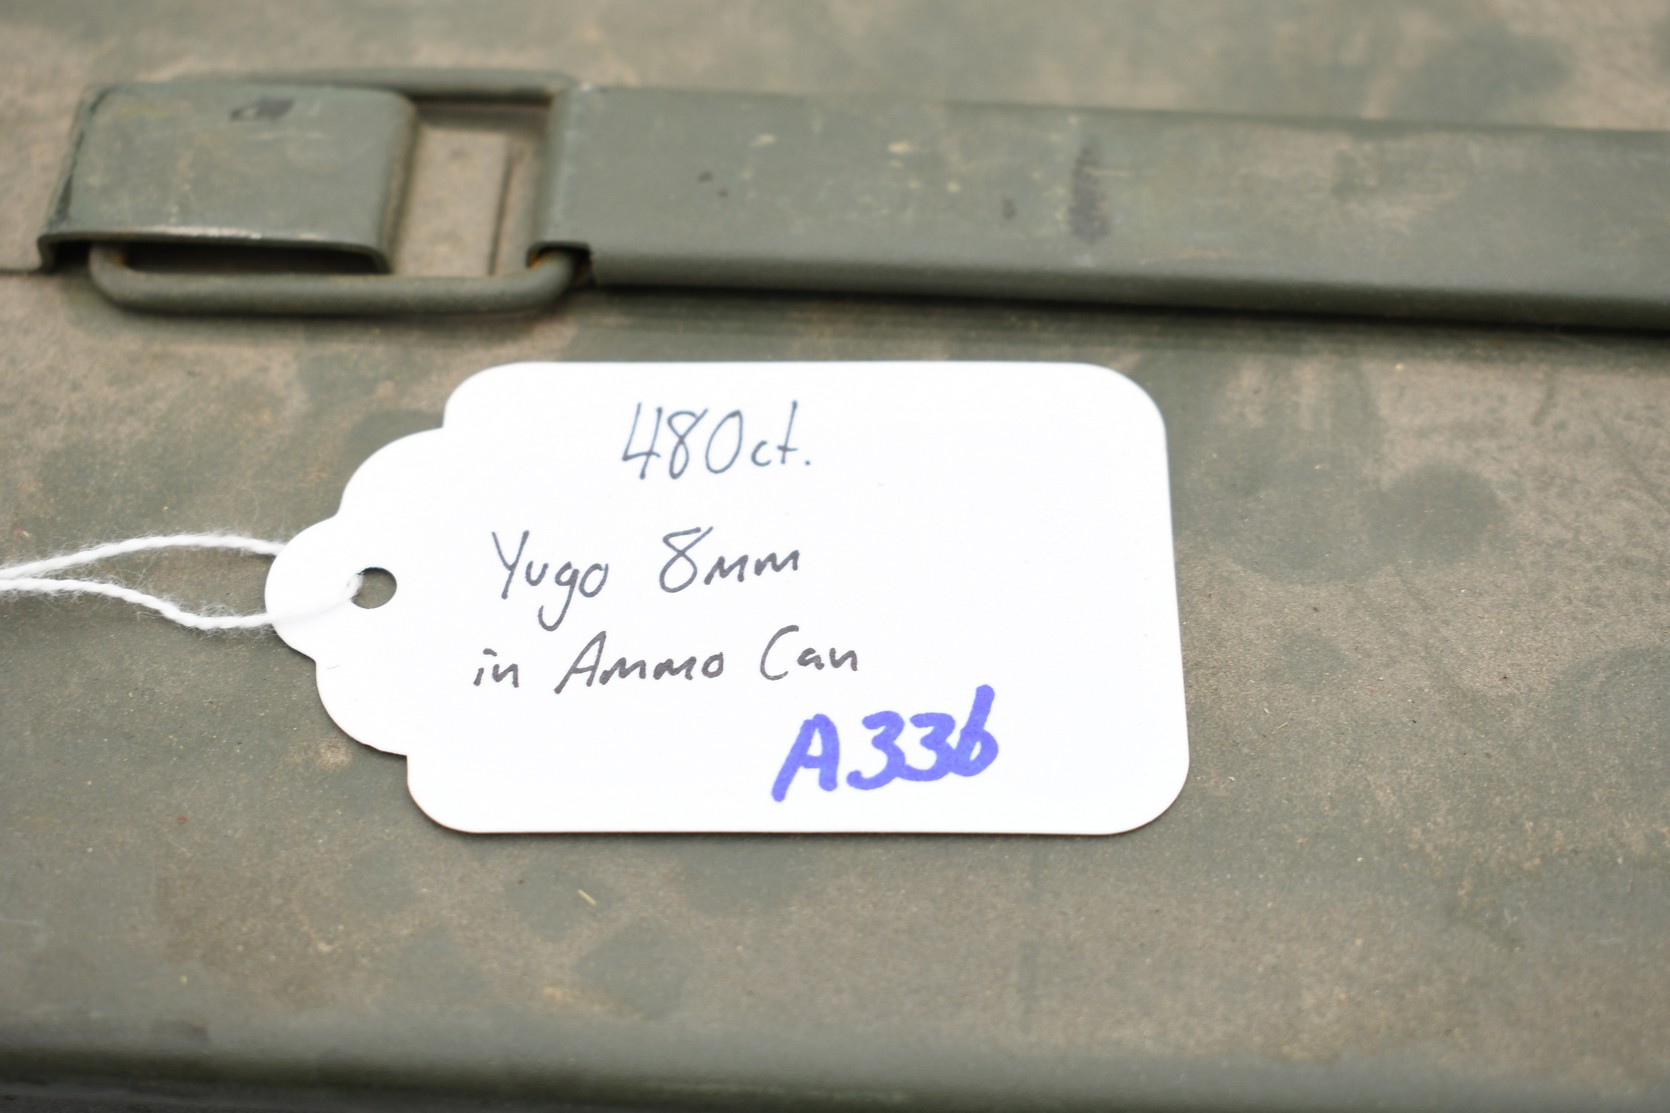 480ct.
Yugo 8mm
in Ammo Can
A336